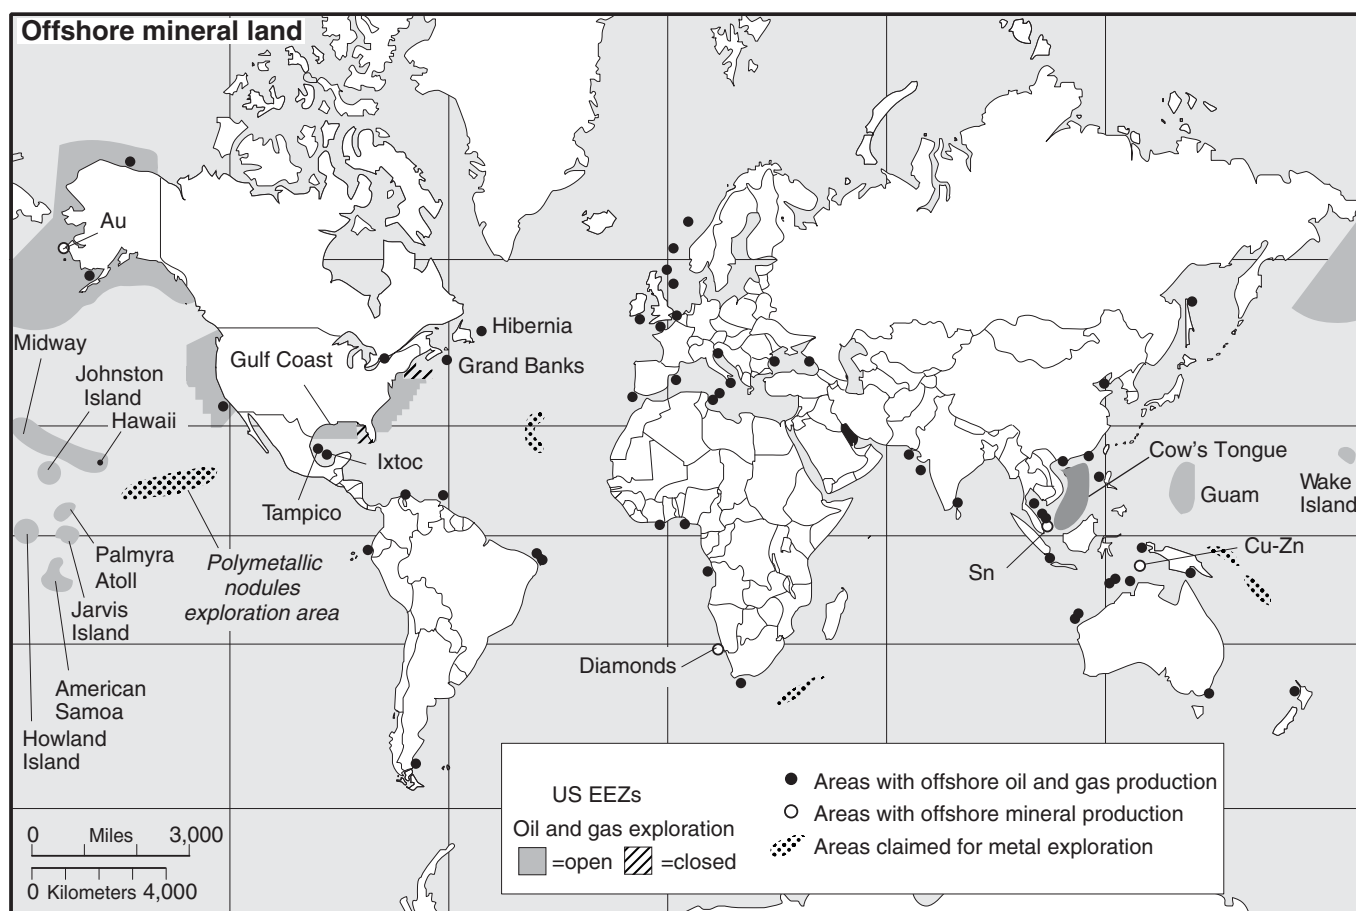 Offshore mineral land
Au
Midway
Johnston
Island
Hawaii
Gulf Coast
Hibernia
Grand Banks
Ixtoc
Tampico
Polymetallic
nodules
exploration area
Palmyra
Atoll
Jarvis
Island
American
Samoa
Howland
Island
Diamonds
Cow's Tongue
Guam
Wake
Island
Sn
Cu-Zn
US EEZs
Oil and gas exploration
=open =closed
Areas with offshore oil and gas production
Areas with offshore mineral production
Areas claimed for metal exploration
0 Miles 3,000
0 Kilometers 4,000